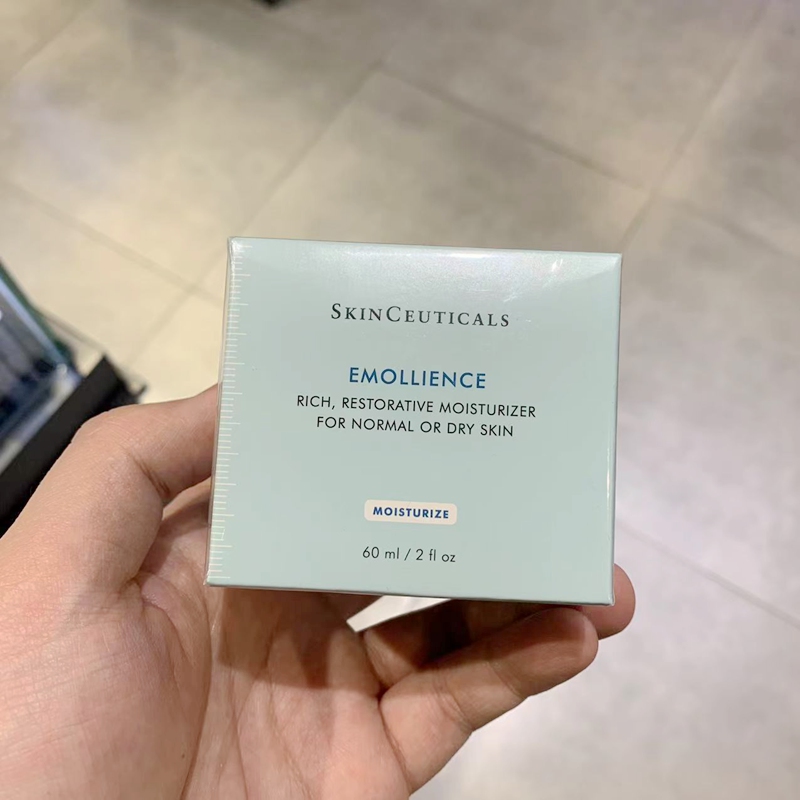 SKINCEUTICALS
EMOLLIENCE
RICH, RESTORATIVE MOISTURIZER
FOR NORMAL OR DRY SKIN
MOISTURIZE
60 ml / 2 fl oz